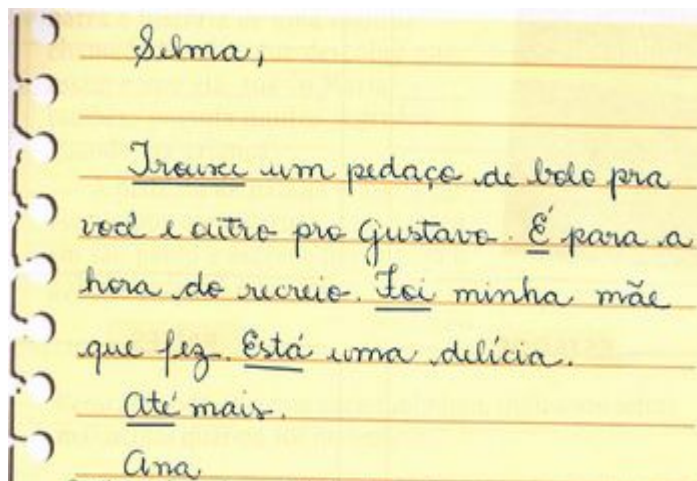 Selma,
Trouxe um pedaço de bolo pra
você e outro pro Gustavo. É para a
hora do recreio. Foi minha mãe
que fez. Está uma delícia.
Até mais.
Ana